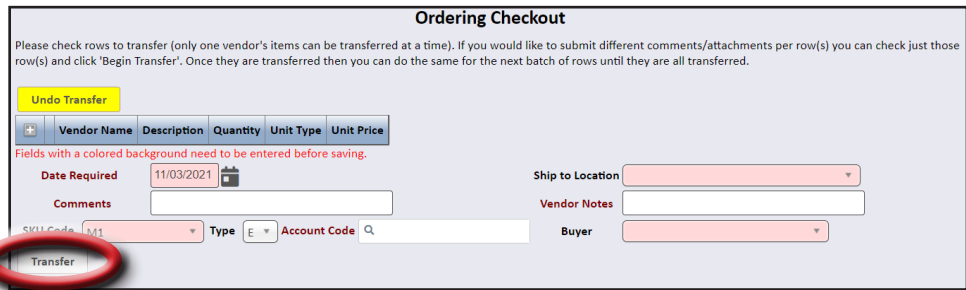 Ordering Checkout
Please check rows to transfer (only one vendor's items can be transferred at a time). If you would like to submit different comments/attachments per row(s) you can check just those
row(s) and click 'Begin Transfer'. Once they are transferred then you can do the same for the next batch of rows until they are all transferred.
Undo Transfer
Vendor Name Description Quantity Unit Type Unit Price
Fields with a colored background need to be entered before saving.
Date Required 11/03/2021 Ship to Location
Comments Vendor Notes
SKU Code M1 Type E Account Code Buyer
Transfer